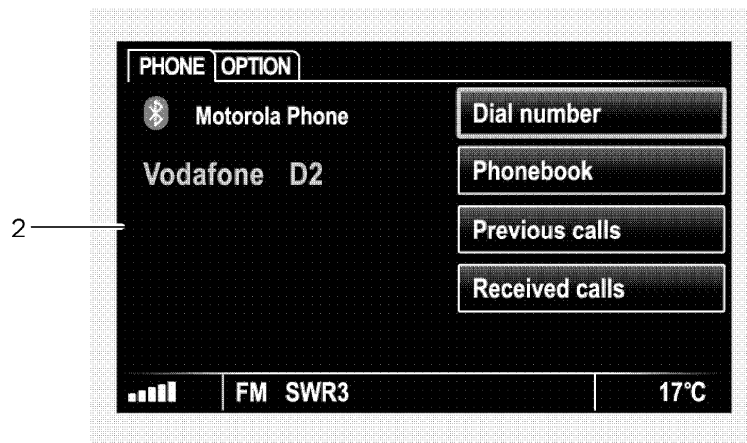 PHONE OPTION
Motorola Phone
Vodafone D2
Dial number
Phonebook
Previous calls
Received calls
2
FM SWR3 17°C